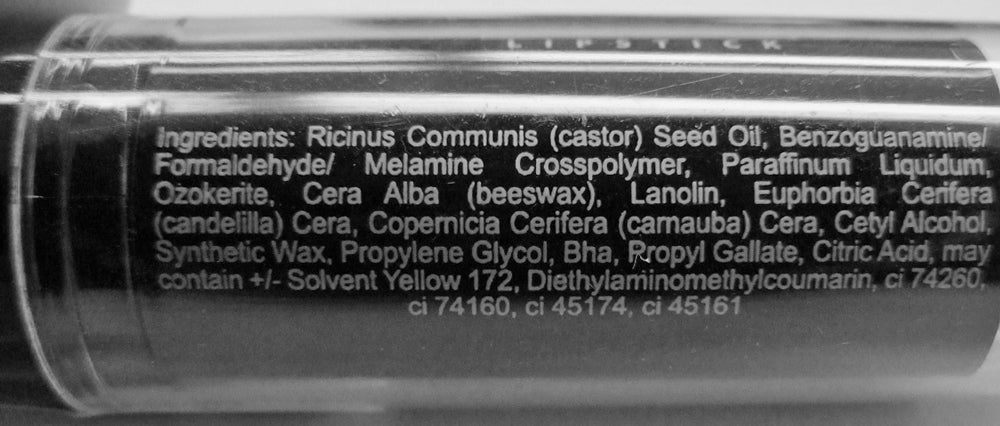 LIPSTICK
Ingredients: Ricinus Communis (castor) Seed Oil, Benzoguanamine/
Formaldehyde/ Melamine Crosspolymer, Paraffinum Liquidum,
Ozokerite, Cera Alba (beeswax), Lanolin, Euphorbia Cerifera
(candelilla) Cera, Copernicia Cerifera (carnauba) Cera, Cetyl Alcohol,
Synthetic Wax, Propylene Glycol, Bha, Propyl Gallate, Citric Acid, may
contain +/- Solvent Yellow 172, Diethylaminomethylcoumarin, ci 74260,
ci 74160, ci 45174, ci 45161